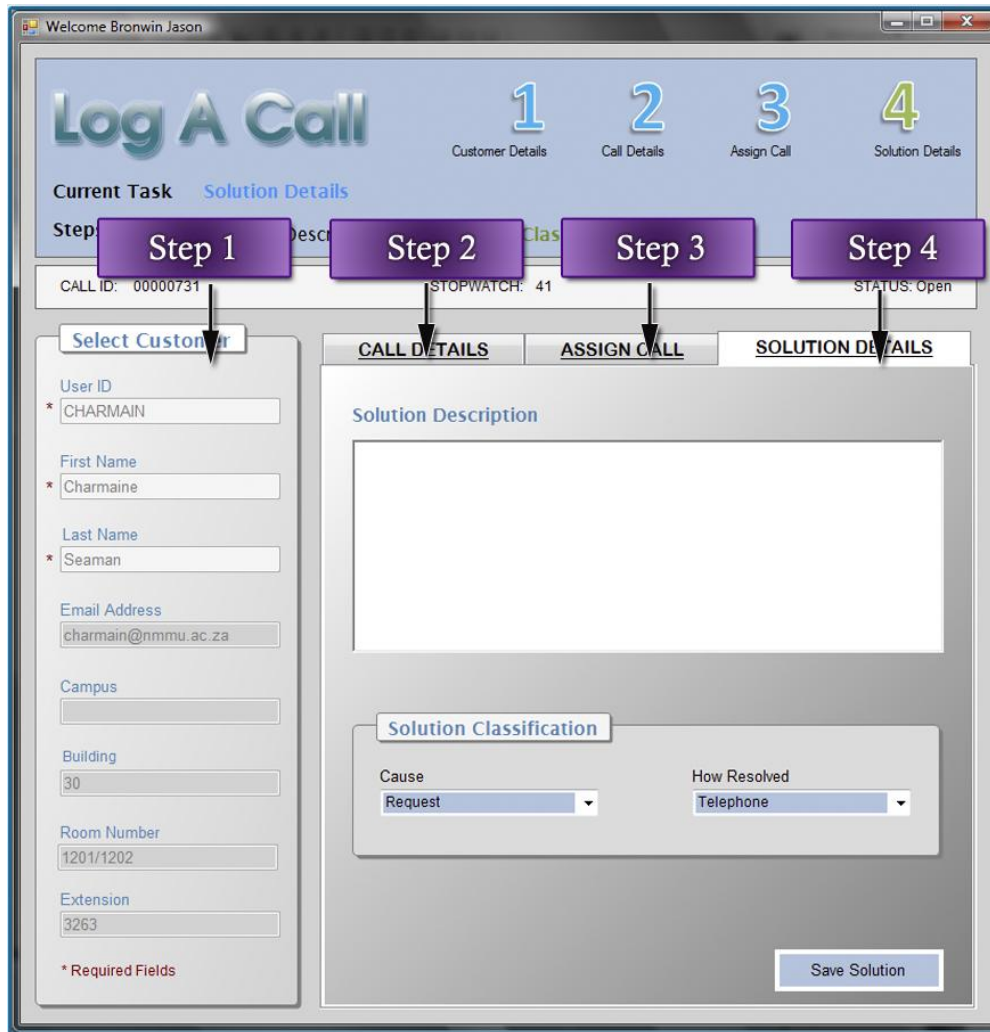 Welcome Bronwin Jason
Log A Call
1 2 3 4
Customer Details Call Details Assign Call Solution Details
Current Task Solution Details
Step 1 Step 2 Step 3 Step 4
CALL ID: 00000731 STOPWATCH: 41 STATUS: Open
Select Customer
User ID
* CHARMAIN
First Name
* Charmaine
Last Name
* Seaman
Email Address
charmain@nmmu.ac.za
Campus
Building
30
Room Number
1201/1202
Extension
3263
* Required Fields
CALL DETAILS ASSIGN CALL SOLUTION DETAILS
Solution Description
Solution Classification
Cause How Resolved
Request Telephone
Save Solution